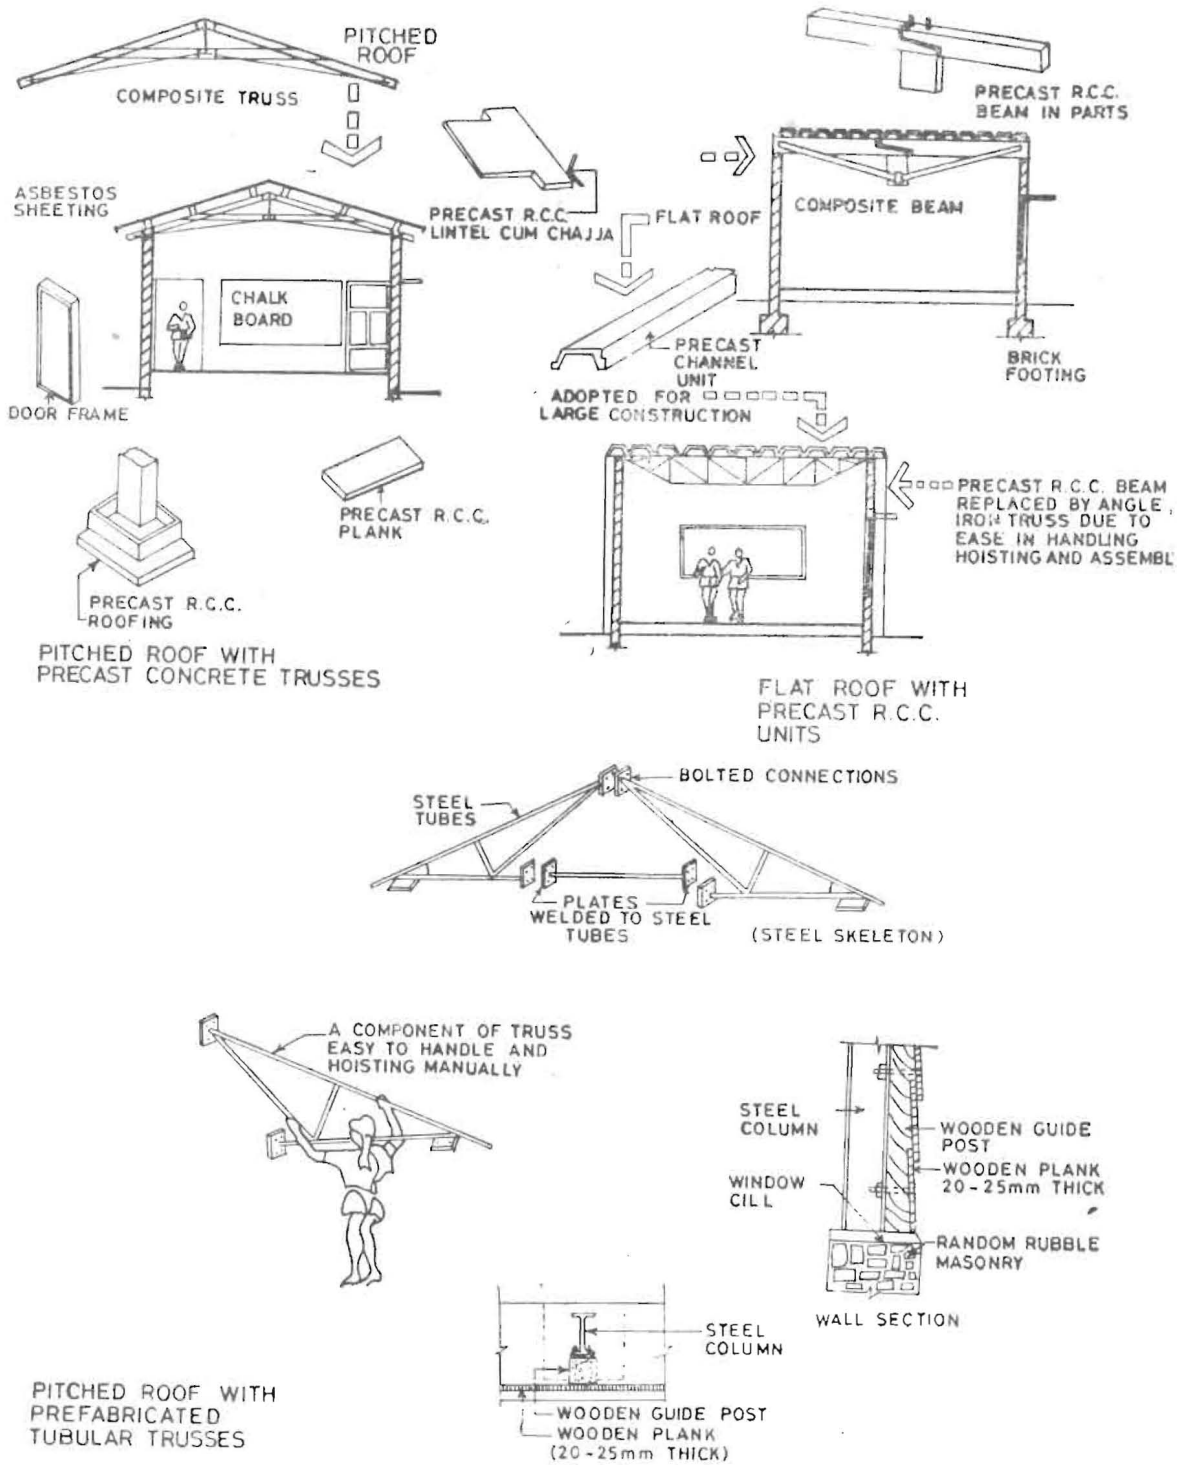 PITCHED
ROOF
COMPOSITE TRUSS
PRECAST R.C.C.
BEAM IN PARTS
ASBESTOS
SHEETING
PRECAST R.C.C.
LINTEL CUM CHAJJA
FLAT ROOF
COMPOSITE BEAM
CHALK
BOARD
PRECAST
CHANNEL
UNIT
BRICK
FOOTING
DOOR FRAME
ADOPTED FOR
LARGE CONSTRUCTION
PRECAST R.C.C.
PLANK
PRECAST R.C.C. BEAM
REPLACED BY ANGLE
IRON TRUSS DUE TO
EASE IN HANDLING
HOISTING AND ASSEMBL
PRECAST R.C.C.
ROOFING
PITCHED ROOF WITH
PRECAST CONCRETE TRUSSES
FLAT ROOF WITH
PRECAST R.C.C.
UNITS
BOLTED CONNECTIONS
STEEL
TUBES
PLATES
WELDED TO STEEL
TUBES
(STEEL SKELETON)
A COMPONENT OF TRUSS
EASY TO HANDLE AND
HOISTING MANUALLY
STEEL
COLUMN
WOODEN GUIDE
POST
WOODEN PLANK
20-25mm THICK
WINDOW
CILL
RANDOM RUBBLE
MASONRY
WALL SECTION
STEEL
COLUMN
WOODEN GUIDE POST
WOODEN PLANK
(20-25mm THICK)
PITCHED ROOF WITH
PREFABRICATED
TUBULAR TRUSSES